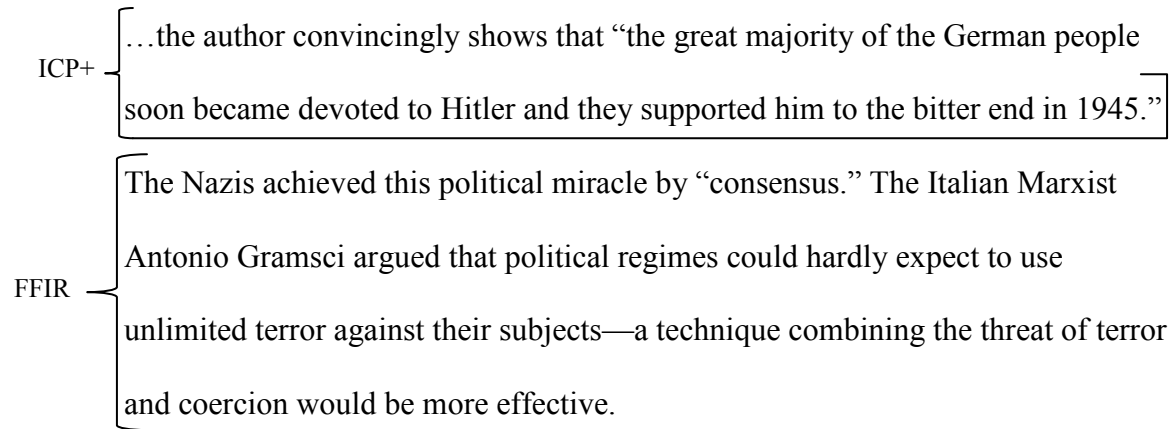 …the author convincingly shows that “the great majority of the German people
ICP+
soon became devoted to Hitler and they supported him to the bitter end in 1945.”
The Nazis achieved this political miracle by “consensus.” The Italian Marxist
Antonio Gramsci argued that political regimes could hardly expect to use
FFIR
unlimited terror against their subjects—a technique combining the threat of terror
and coercion would be more effective.